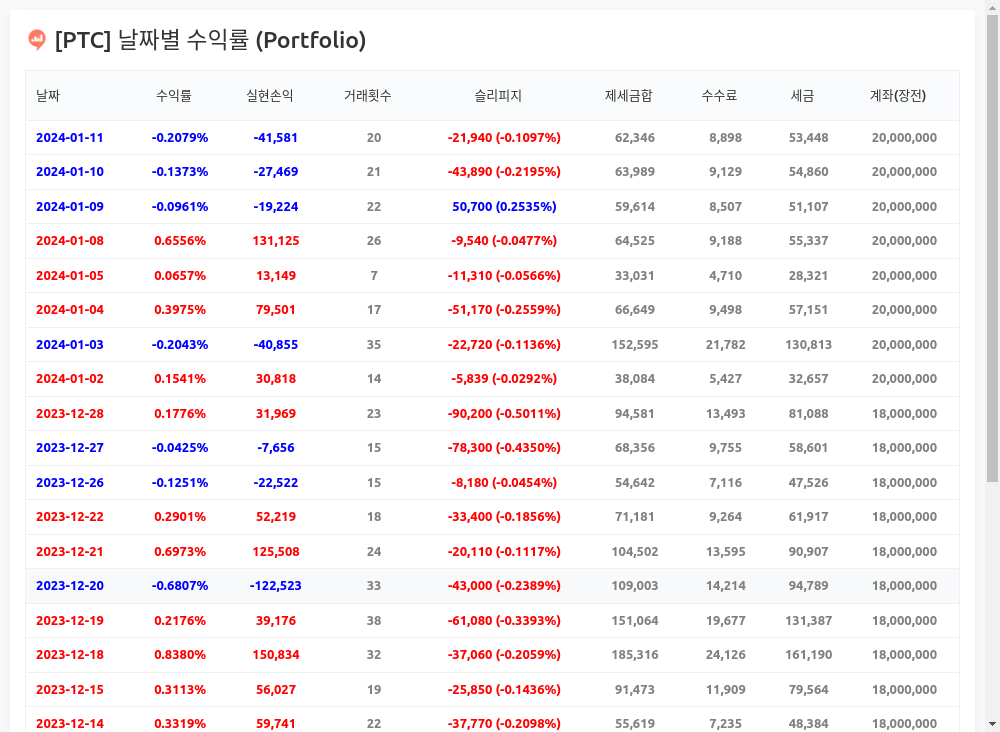 [PTC] 날짜별 수익률 (Portfolio)
날짜 수익률 실현손익 거래횟수 슬리피지 제세금합 수수료 세금 계좌(장전)
2024-01-11 -0.2079% -41,581 20 -21,940 (-0.1097%) 62,346 8,898 53,448 20,000,000
2024-01-10 -0.1373% -27,469 21 -43,890 (-0.2195%) 63,989 9,129 54,860 20,000,000
2024-01-09 -0.0961% -19,224 22 50,700 (0.2535%) 59,614 8,507 51,107 20,000,000
2024-01-08 0.6556% 131,125 26 -9,540 (-0.0477%) 64,525 9,188 55,337 20,000,000
2024-01-05 0.0657% 13,149 7 -11,310 (-0.0566%) 33,031 4,710 28,321 20,000,000
2024-01-04 0.3975% 79,501 17 -51,170 (-0.2559%) 66,649 9,498 57,151 20,000,000
2024-01-03 -0.2043% -40,855 35 -22,720 (-0.1136%) 152,595 21,782 130,813 20,000,000
2024-01-02 0.1541% 30,818 14 -5,839 (-0.0292%) 38,084 5,427 32,657 20,000,000
2023-12-28 0.1776% 31,969 23 -90,200 (-0.5011%) 94,581 13,493 81,088 18,000,000
2023-12-27 -0.0425% -7,656 15 -78,300 (-0.4350%) 68,356 9,755 58,601 18,000,000
2023-12-26 -0.1251% -22,522 15 -8,180 (-0.0454%) 54,642 7,116 47,526 18,000,000
2023-12-22 0.2901% 52,219 18 -33,400 (-0.1856%) 71,181 9,264 61,917 18,000,000
2023-12-21 0.6973% 125,508 24 -20,110 (-0.1117%) 104,502 13,595 90,907 18,000,000
2023-12-20 -0.6807% -122,523 33 -43,000 (-0.2389%) 109,003 14,214 94,789 18,000,000
2023-12-19 0.2176% 39,176 38 -61,080 (-0.3393%) 151,064 19,677 131,387 18,000,000
2023-12-18 0.8380% 150,834 32 -37,060 (-0.2059%) 185,316 24,126 161,190 18,000,000
2023-12-15 0.3113% 56,027 19 -25,850 (-0.1436%) 91,473 11,909 79,564 18,000,000
2023-12-14 0.3319% 59,741 22 -37,770 (-0.2098%) 55,619 7,235 48,384 18,000,000